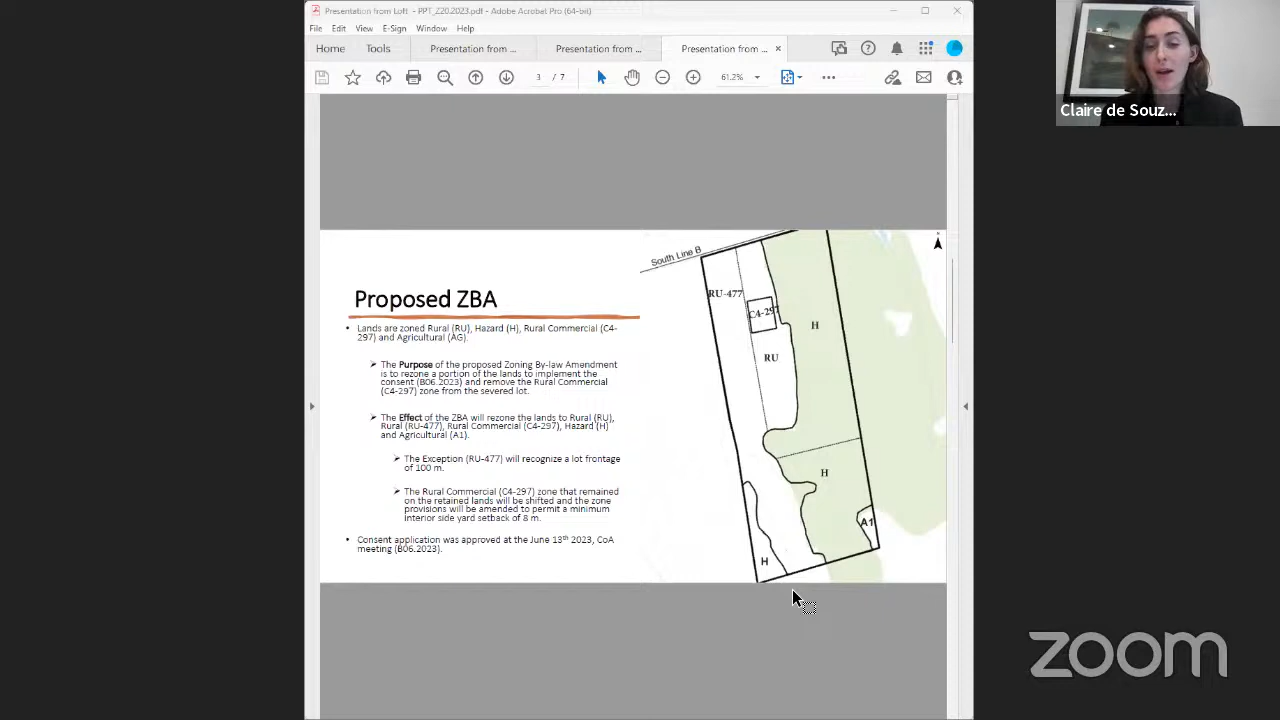 Presentation from Loft - PPT_Z20.2023.pdf - Adobe Acrobat Pro (64-bit)
File Edit View E-Sign Window Help
Home Tools Presentation from ... Presentation from ... Presentation from ...
3 / 7 61.2%
Claire de Souz...
South Line B
RU-477
C4-297
H
RU
H
A1
H
Proposed ZBA
• Lands are zoned Rural (RU), Hazard (H), Rural Commercial (C4-
297) and Agricultural (AG).
➤ The Purpose of the proposed Zoning By-law Amendment
is to rezone a portion of the lands to implement the
consent (B06.2023) and remove the Rural Commercial
(C4-297) zone from the severed lot.
➤ The Effect of the ZBA will rezone the lands to Rural (RU),
Rural (RU-477), Rural Commercial (C4-297), Hazard (H)
and Agricultural (A1).
➤ The Exception (RU-477) will recognize a lot frontage
of 100 m.
➤ The Rural Commercial (C4-297) zone that remained
on the retained lands will be shifted and the zone
provisions will be amended to permit a minimum
interior side yard setback of 8 m.
• Consent application was approved at the June 13th 2023, CoA
meeting (B06.2023).
zoom